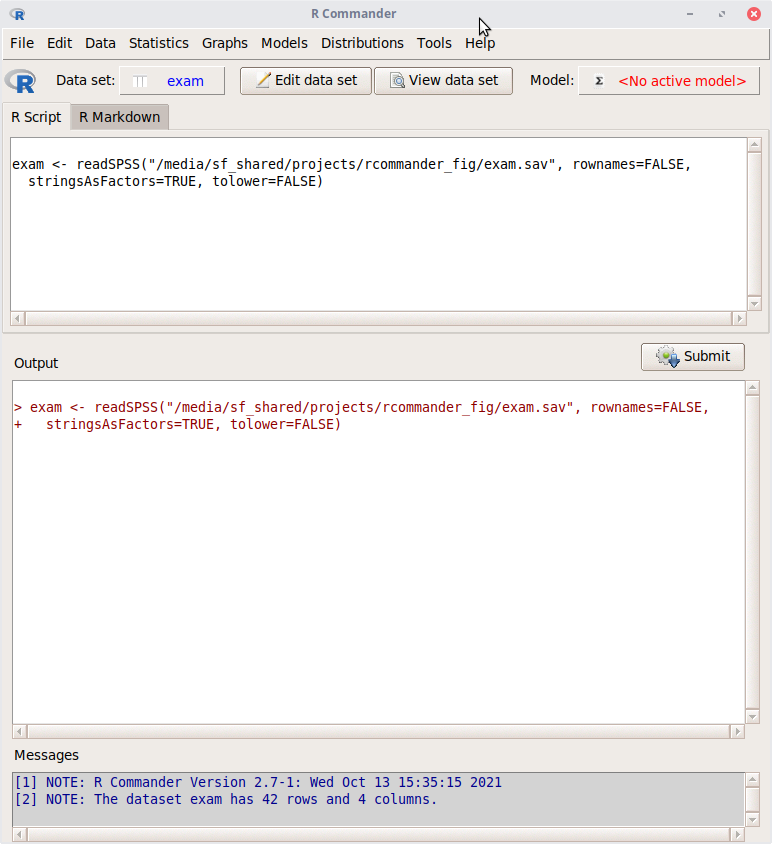 R Commander
File Edit Data Statistics Graphs Models Distributions Tools Help
R Data set: exam Edit data set View data set Model: Σ <No active model>
R Script R Markdown
exam <- readSPSS("/media/sf_shared/projects/rcommander_fig/exam.sav", rownames=FALSE,
  stringsAsFactors=TRUE, tolower=FALSE)
Output Submit
> exam <- readSPSS("/media/sf_shared/projects/rcommander_fig/exam.sav", rownames=FALSE,
+   stringsAsFactors=TRUE, tolower=FALSE)
Messages
[1] NOTE: R Commander Version 2.7-1: Wed Oct 13 15:35:15 2021
[2] NOTE: The dataset exam has 42 rows and 4 columns.